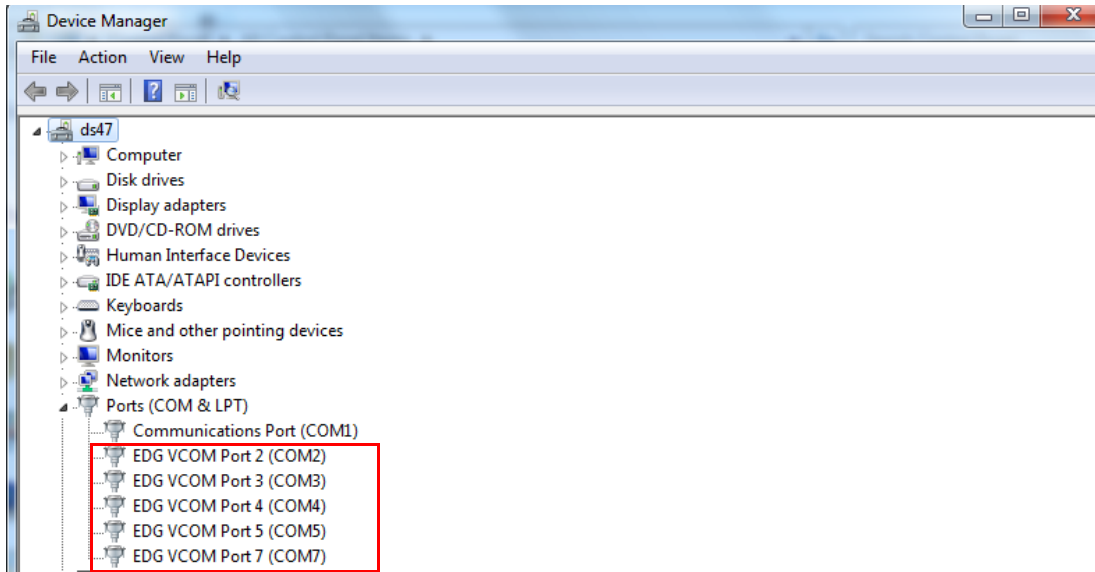 Device Manager
File Action View Help
ds47
Computer
Disk drives
Display adapters
DVD/CD-ROM drives
Human Interface Devices
IDE ATA/ATAPI controllers
Keyboards
Mice and other pointing devices
Monitors
Network adapters
Ports (COM & LPT)
Communications Port (COM1)
EDG VCOM Port 2 (COM2)
EDG VCOM Port 3 (COM3)
EDG VCOM Port 4 (COM4)
EDG VCOM Port 5 (COM5)
EDG VCOM Port 7 (COM7)